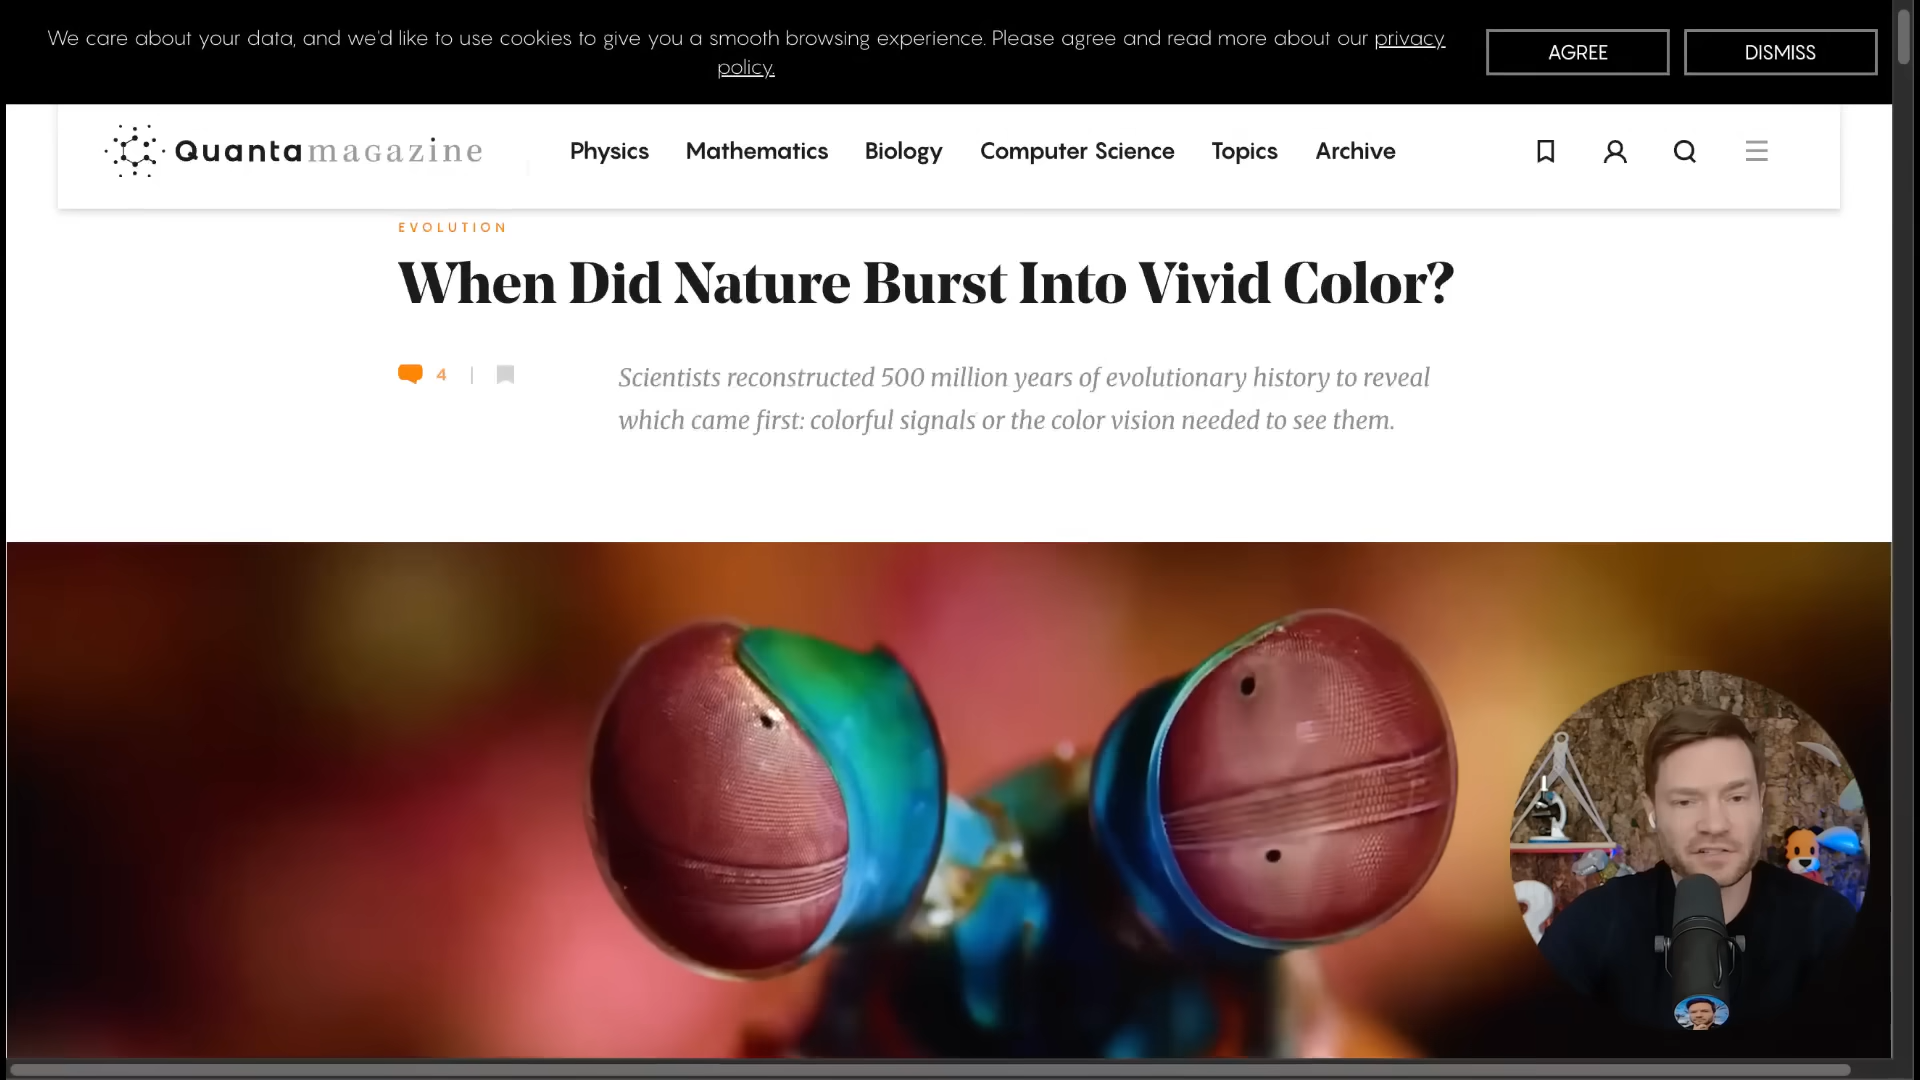 We care about your data, and we'd like to use cookies to give you a smooth browsing experience. Please agree and read more about our privacy
policy.
AGREE
DISMISS
Quantamagazine
Physics
Mathematics
Biology
Computer Science
Topics
Archive
EVOLUTION
When Did Nature Burst Into Vivid Color?
4
Scientists reconstructed 500 million years of evolutionary history to reveal
which came first: colorful signals or the color vision needed to see them.